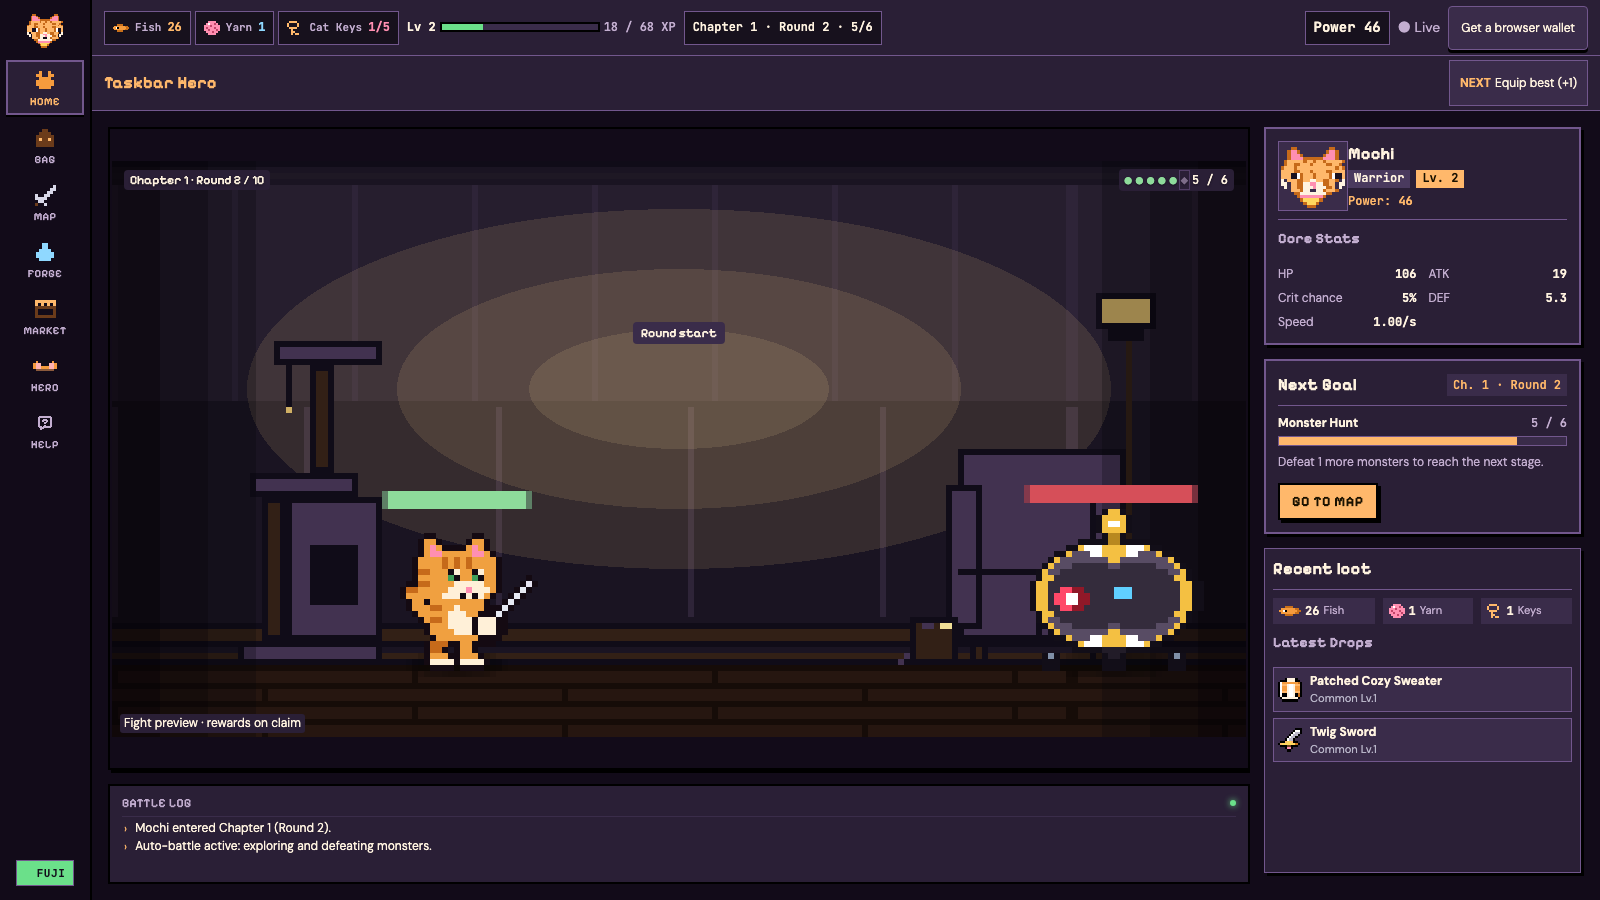 Fish 26
Yarn 1
Cat Keys 1/5
Lv 2
18 / 68 XP
Chapter 1 · Round 2 · 5/6
Power 46
Live
Get a browser wallet
HOME
BAG
MAP
FORGE
MARKET
HERO
HELP
FUJI
Taskbar Hero
NEXT Equip best (+1)
Chapter 1 · Round 2 / 10
5 / 6
Round start
Fight preview · rewards on claim
BATTLE LOG
› Mochi entered Chapter 1 (Round 2).
› Auto-battle active: exploring and defeating monsters.
Mochi
Warrior Lv. 2
Power: 46
Core Stats
HP 106 ATK 19
Crit chance 5% DEF 5.3
Speed 1.00/s
Next Goal
Ch. 1 · Round 2
Monster Hunt 5 / 6
Defeat 1 more monsters to reach the next stage.
GO TO MAP
Recent loot
26 Fish
1 Yarn
1 Keys
Latest Drops
Patched Cozy Sweater
Common Lv.1
Twig Sword
Common Lv.1